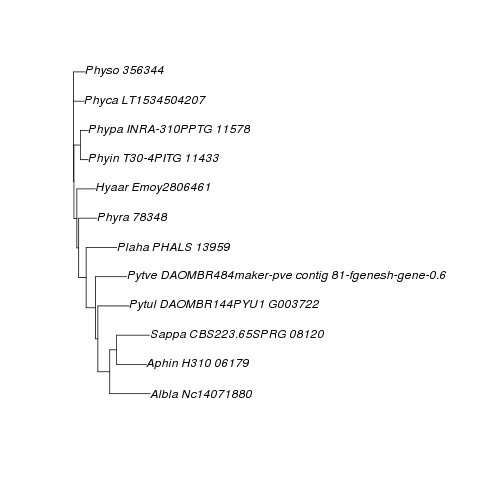 Physo 356344
Phyca LT1534504207
Phypa INRA-310PPTG 11578
Phyin T30-4PITG 11433
Hyaar Emoy2806461
Phyra 78348
Plaha PHALS 13959
Pytve DAOMBR484maker-pve contig 81-fgenesh-gene-0.6
Pytul DAOMBR144PYU1 G003722
Sappa CBS223.65SPRG 08120
Aphin H310 06179
Albla Nc14071880